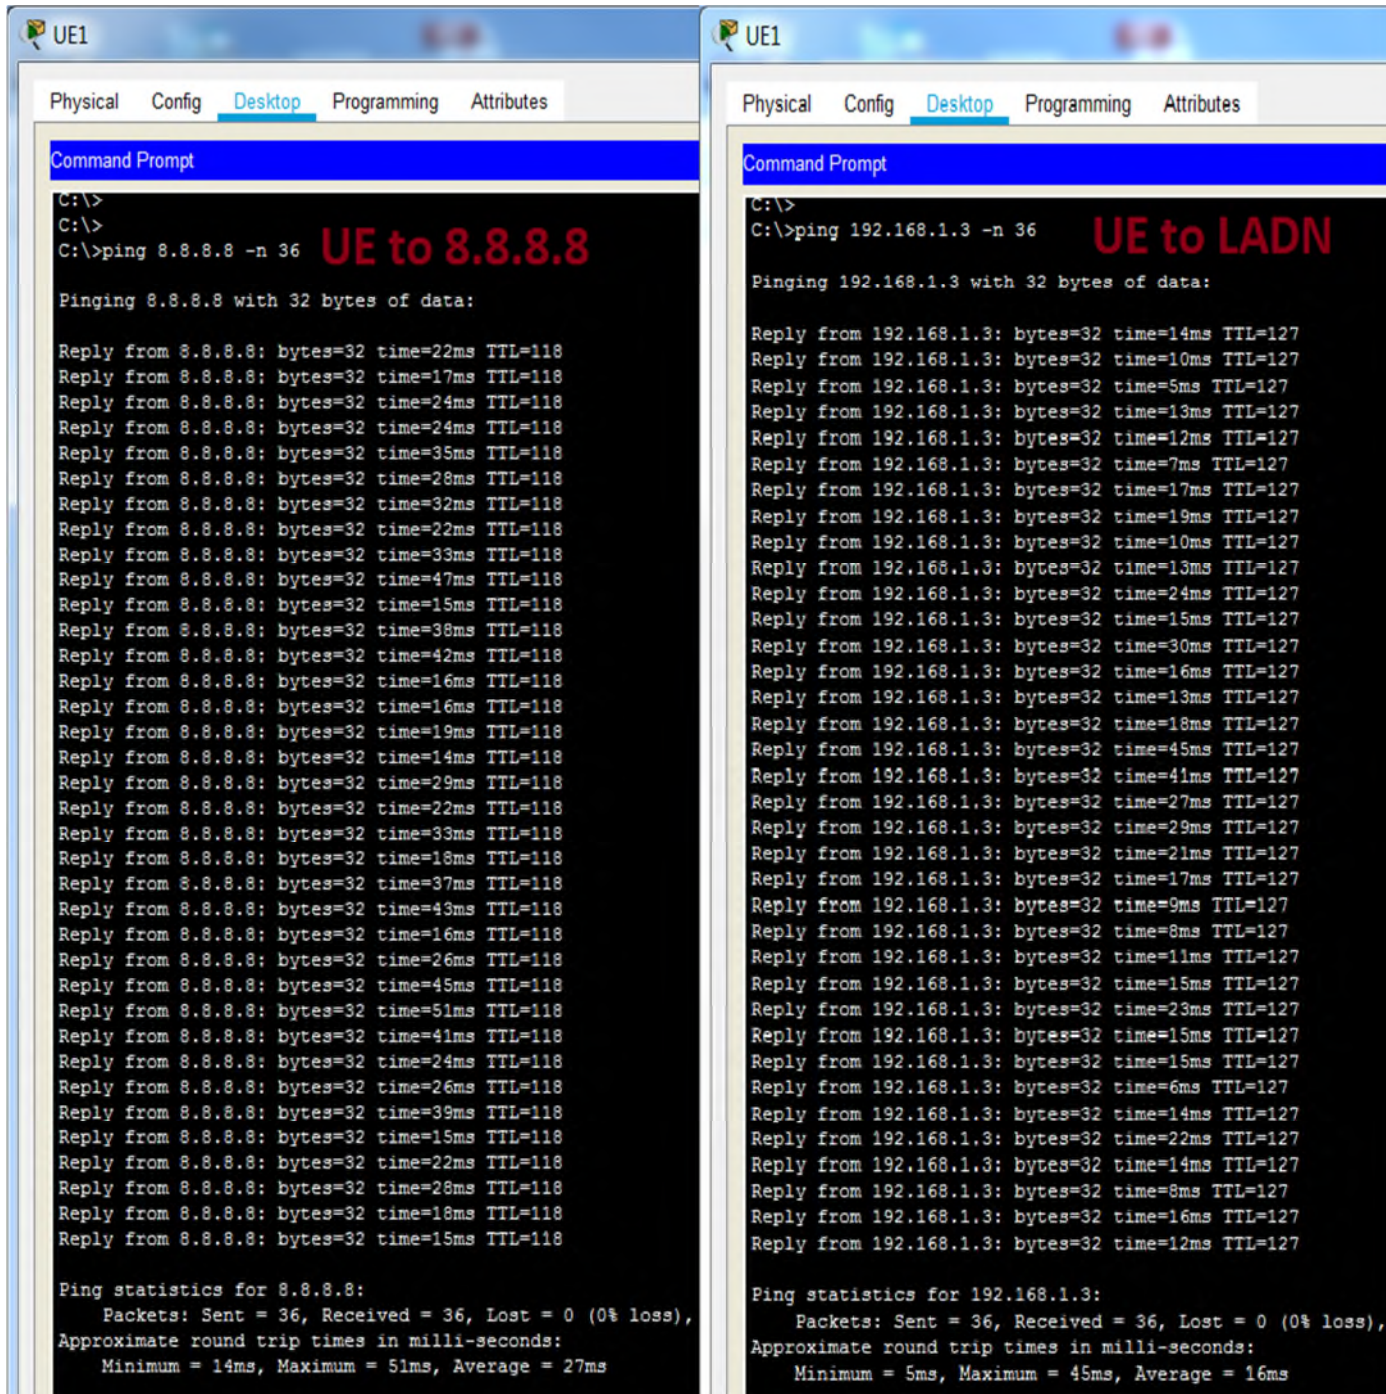 UE1
Physical Config Desktop Programming Attributes
Command Prompt
C:\>
C:\>
C:\>ping 8.8.8.8 -n 36
UE to 8.8.8.8
Pinging 8.8.8.8 with 32 bytes of data:
Reply from 8.8.8.8: bytes=32 time=22ms TTL=118
Reply from 8.8.8.8: bytes=32 time=17ms TTL=118
Reply from 8.8.8.8: bytes=32 time=24ms TTL=118
Reply from 8.8.8.8: bytes=32 time=24ms TTL=118
Reply from 8.8.8.8: bytes=32 time=35ms TTL=118
Reply from 8.8.8.8: bytes=32 time=28ms TTL=118
Reply from 8.8.8.8: bytes=32 time=32ms TTL=118
Reply from 8.8.8.8: bytes=32 time=22ms TTL=118
Reply from 8.8.8.8: bytes=32 time=33ms TTL=118
Reply from 8.8.8.8: bytes=32 time=47ms TTL=118
Reply from 8.8.8.8: bytes=32 time=15ms TTL=118
Reply from 8.8.8.8: bytes=32 time=38ms TTL=118
Reply from 8.8.8.8: bytes=32 time=42ms TTL=118
Reply from 8.8.8.8: bytes=32 time=16ms TTL=118
Reply from 8.8.8.8: bytes=32 time=16ms TTL=118
Reply from 8.8.8.8: bytes=32 time=19ms TTL=118
Reply from 8.8.8.8: bytes=32 time=14ms TTL=118
Reply from 8.8.8.8: bytes=32 time=29ms TTL=118
Reply from 8.8.8.8: bytes=32 time=22ms TTL=118
Reply from 8.8.8.8: bytes=32 time=33ms TTL=118
Reply from 8.8.8.8: bytes=32 time=18ms TTL=118
Reply from 8.8.8.8: bytes=32 time=37ms TTL=118
Reply from 8.8.8.8: bytes=32 time=43ms TTL=118
Reply from 8.8.8.8: bytes=32 time=16ms TTL=118
Reply from 8.8.8.8: bytes=32 time=26ms TTL=118
Reply from 8.8.8.8: bytes=32 time=45ms TTL=118
Reply from 8.8.8.8: bytes=32 time=51ms TTL=118
Reply from 8.8.8.8: bytes=32 time=41ms TTL=118
Reply from 8.8.8.8: bytes=32 time=24ms TTL=118
Reply from 8.8.8.8: bytes=32 time=26ms TTL=118
Reply from 8.8.8.8: bytes=32 time=39ms TTL=118
Reply from 8.8.8.8: bytes=32 time=15ms TTL=118
Reply from 8.8.8.8: bytes=32 time=22ms TTL=118
Reply from 8.8.8.8: bytes=32 time=28ms TTL=118
Reply from 8.8.8.8: bytes=32 time=18ms TTL=118
Reply from 8.8.8.8: bytes=32 time=15ms TTL=118
Ping statistics for 8.8.8.8:
Packets: Sent = 36, Received = 36, Lost = 0 (0% loss),
Approximate round trip times in milli-seconds:
Minimum = 14ms, Maximum = 51ms, Average = 27ms
UE1
Physical Config Desktop Programming Attributes
Command Prompt
C:\>
C:\>ping 192.168.1.3 -n 36
UE to LADN
Pinging 192.168.1.3 with 32 bytes of data:
Reply from 192.168.1.3: bytes=32 time=14ms TTL=127
Reply from 192.168.1.3: bytes=32 time=10ms TTL=127
Reply from 192.168.1.3: bytes=32 time=5ms TTL=127
Reply from 192.168.1.3: bytes=32 time=13ms TTL=127
Reply from 192.168.1.3: bytes=32 time=12ms TTL=127
Reply from 192.168.1.3: bytes=32 time=7ms TTL=127
Reply from 192.168.1.3: bytes=32 time=17ms TTL=127
Reply from 192.168.1.3: bytes=32 time=19ms TTL=127
Reply from 192.168.1.3: bytes=32 time=10ms TTL=127
Reply from 192.168.1.3: bytes=32 time=13ms TTL=127
Reply from 192.168.1.3: bytes=32 time=24ms TTL=127
Reply from 192.168.1.3: bytes=32 time=15ms TTL=127
Reply from 192.168.1.3: bytes=32 time=30ms TTL=127
Reply from 192.168.1.3: bytes=32 time=16ms TTL=127
Reply from 192.168.1.3: bytes=32 time=13ms TTL=127
Reply from 192.168.1.3: bytes=32 time=18ms TTL=127
Reply from 192.168.1.3: bytes=32 time=45ms TTL=127
Reply from 192.168.1.3: bytes=32 time=41ms TTL=127
Reply from 192.168.1.3: bytes=32 time=27ms TTL=127
Reply from 192.168.1.3: bytes=32 time=29ms TTL=127
Reply from 192.168.1.3: bytes=32 time=21ms TTL=127
Reply from 192.168.1.3: bytes=32 time=17ms TTL=127
Reply from 192.168.1.3: bytes=32 time=9ms TTL=127
Reply from 192.168.1.3: bytes=32 time=8ms TTL=127
Reply from 192.168.1.3: bytes=32 time=11ms TTL=127
Reply from 192.168.1.3: bytes=32 time=15ms TTL=127
Reply from 192.168.1.3: bytes=32 time=23ms TTL=127
Reply from 192.168.1.3: bytes=32 time=15ms TTL=127
Reply from 192.168.1.3: bytes=32 time=15ms TTL=127
Reply from 192.168.1.3: bytes=32 time=6ms TTL=127
Reply from 192.168.1.3: bytes=32 time=14ms TTL=127
Reply from 192.168.1.3: bytes=32 time=22ms TTL=127
Reply from 192.168.1.3: bytes=32 time=14ms TTL=127
Reply from 192.168.1.3: bytes=32 time=8ms TTL=127
Reply from 192.168.1.3: bytes=32 time=16ms TTL=127
Reply from 192.168.1.3: bytes=32 time=12ms TTL=127
Ping statistics for 192.168.1.3:
Packets: Sent = 36, Received = 36, Lost = 0 (0% loss),
Approximate round trip times in milli-seconds:
Minimum = 5ms, Maximum = 45ms, Average = 16ms